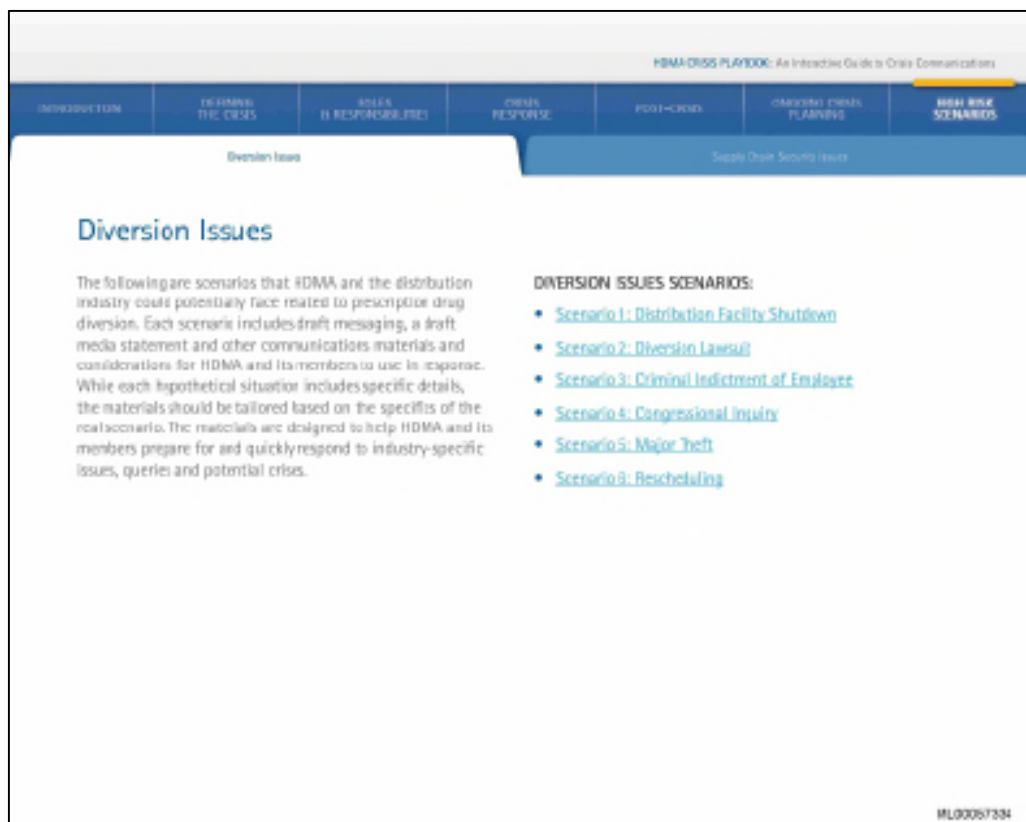 HDMA CRISIS PLAYBOOK: An Interactive Guide to Crisis Communications
INTRODUCTION
DEFINING
THE CRISIS
ROLES
& RESPONSIBILITIES
CRISIS
RESPONSE
POST-CRISIS
ONGOING CRISIS
PLANNING
HIGH RISK
SCENARIOS
Diversion Issues
Supply Chain Security Issues
Diversion Issues
The following are scenarios that HDMA and the distribution
industry could potentially face related to prescription drug
diversion. Each scenario includes draft messaging, a draft
media statement and other communications materials and
considerations for HDMA and its members to use in response.
While each hypothetical situation includes specific details,
the materials should be tailored based on the specifics of the
real scenario. The materials are designed to help HDMA and its
members prepare for and quickly respond to industry-specific
issues, queries and potential crises.
DIVERSION ISSUES SCENARIOS:
• Scenario 1: Distribution Facility Shutdown
• Scenario 2: Diversion Lawsuit
• Scenario 3: Criminal Indictment of Employee
• Scenario 4: Congressional Inquiry
• Scenario 5: Major Theft
• Scenario 6: Rescheduling